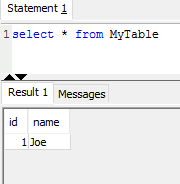 Statement 1
1 select * from MyTable
Result 1 Messages
id name
1 Joe